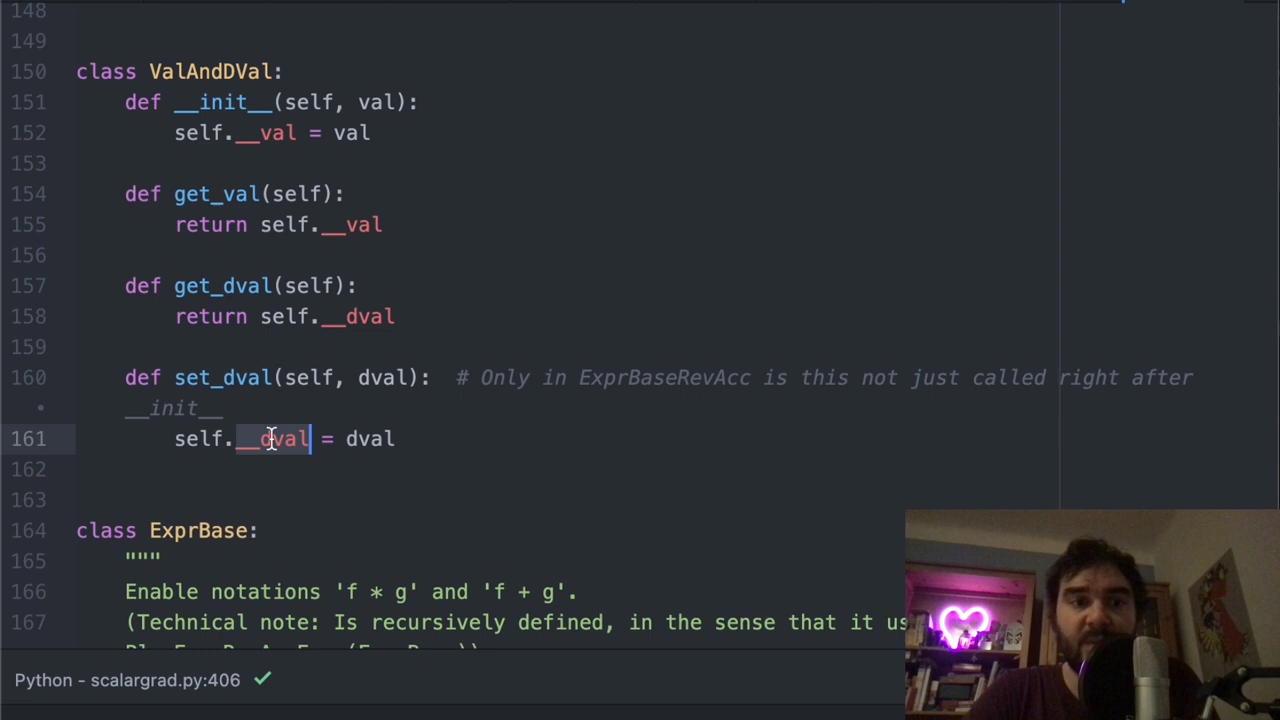 148
149
150 class ValAndDVal:
151 def __init__(self, val):
152 self.__val = val
153
154 def get_val(self):
155 return self.__val
156
157 def get_dval(self):
158 return self.__dval
159
160 def set_dval(self, dval): # Only in ExprBaseRevAcc is this not just called right after
• __init__
161 self.__dval = dval
162
163
164 class ExprBase:
165 """
166 Enable notations 'f * g' and 'f + g'.
167 (Technical note: Is recursively defined, in the sense that it us
Python - scalargrad.py:406 ✓